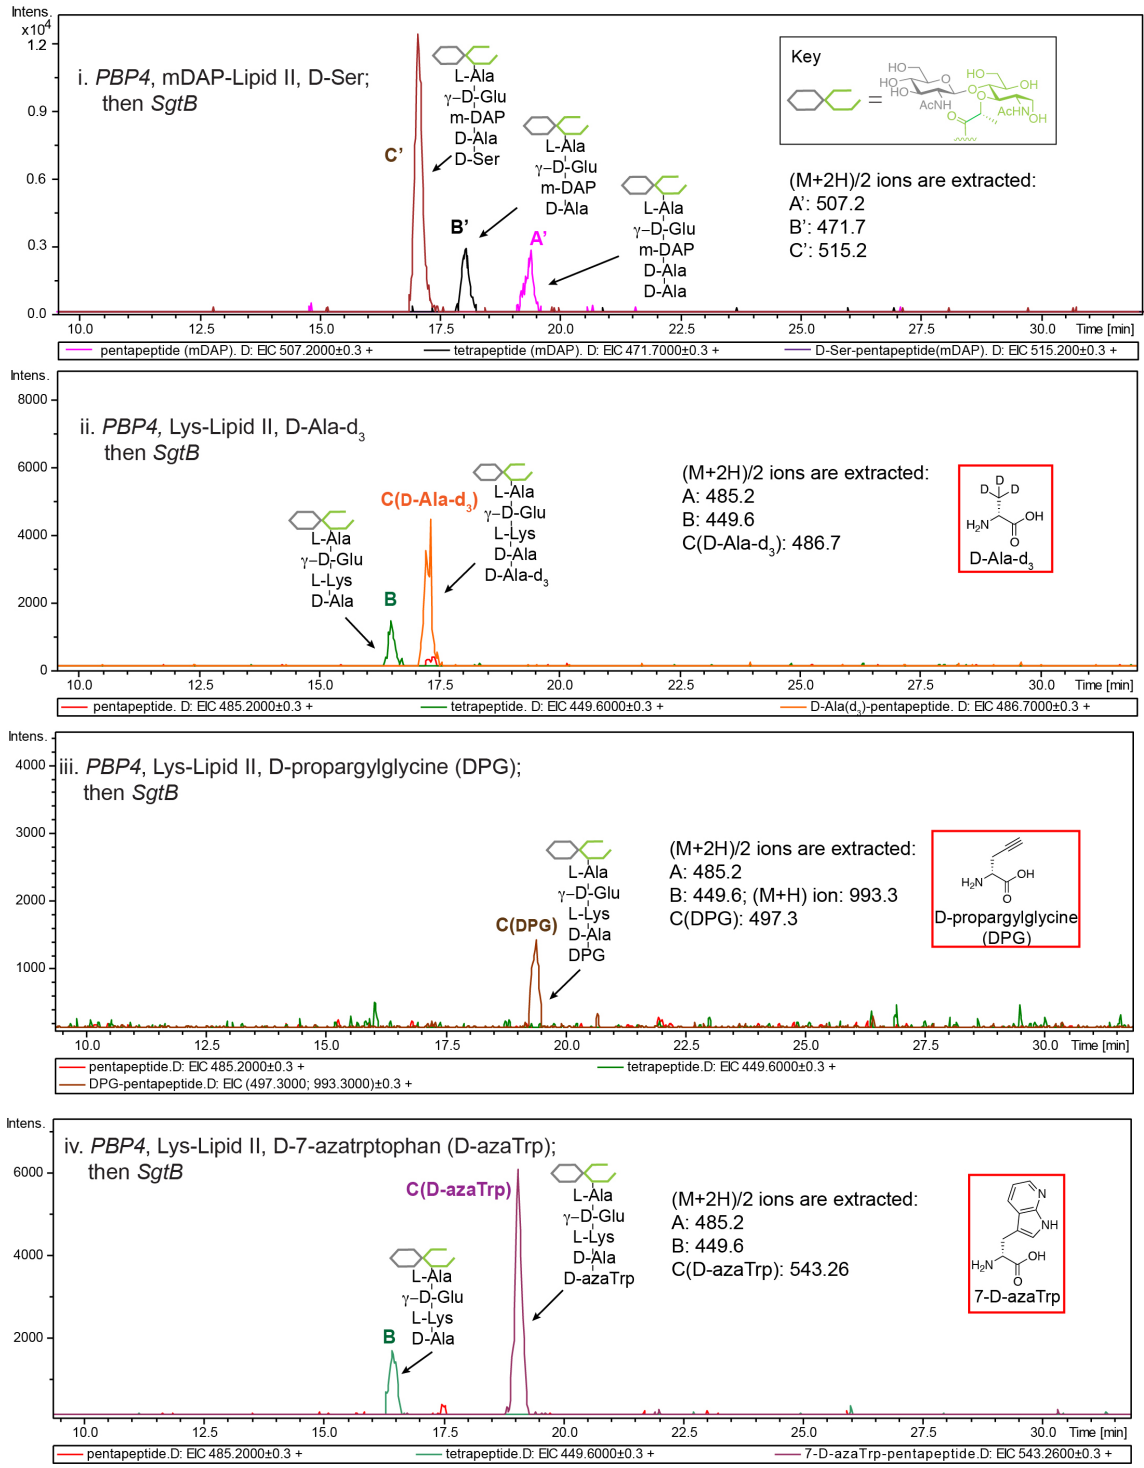 Intens.
x10⁴
1.2
0.9
0.6
0.3
0.0
i. PBP4, mDAP-Lipid II, D-Ser;
then SgtB
C’
L-Ala
γ–D-Glu
m-DAP
D-Ala
D-Ser
B’
L-Ala
γ–D-Glu
m-DAP
D-Ala
A’
L-Ala
γ–D-Glu
m-DAP
D-Ala
D-Ala
Key
=
HO
HO
HO
O
AcNH
O
HO
OH
O
O
AcHN
OH
(M+2H)/2 ions are extracted:
A’: 507.2
B’: 471.7
C’: 515.2
10.0 12.5 15.0 17.5 20.0 22.5 25.0 27.5 30.0 Time [min]
pentapeptide (mDAP). D: EIC 507.2000±0.3 + tetrapeptide (mDAP). D: EIC 471.7000±0.3 + D-Ser-pentapeptide(mDAP). D: EIC 515.200±0.3 +
Intens.
8000
6000
4000
2000
0
ii. PBP4, Lys-Lipid II, D-Ala-d₃
then SgtB
L-Ala
γ–D-Glu
L-Lys
D-Ala
B
C(D-Ala-d₃)
L-Ala
γ–D-Glu
L-Lys
D-Ala
D-Ala-d₃
(M+2H)/2 ions are extracted:
A: 485.2
B: 449.6
C(D-Ala-d₃): 486.7
D
D D
H₂N
OH
O
D-Ala-d₃
10.0 12.5 15.0 17.5 20.0 22.5 25.0 27.5 30.0 Time [min]
pentapeptide. D: EIC 485.2000±0.3 + tetrapeptide. D: EIC 449.6000±0.3 + D-Ala(d₃)-pentapeptide. D: EIC 486.7000±0.3 +
Intens.
4000
3000
2000
1000
iii. PBP4, Lys-Lipid II, D-propargylglycine (DPG);
then SgtB
C(DPG)
L-Ala
γ–D-Glu
L-Lys
D-Ala
DPG
(M+2H)/2 ions are extracted:
A: 485.2
B: 449.6; (M+H) ion: 993.3
C(DPG): 497.3
H₂N
OH
O
D-propargylglycine
(DPG)
10.0 12.5 15.0 17.5 20.0 22.5 25.0 27.5 30.0 Time [min]
pentapeptide.D: EIC 485.2000±0.3 + tetrapeptide.D: EIC 449.6000±0.3 +
DPG-pentapeptide.D: EIC (497.3000; 993.3000)±0.3 +
Intens.
6000
4000
2000
iv. PBP4, Lys-Lipid II, D-7-azatrptophan (D-azaTrp);
then SgtB
B
L-Ala
γ–D-Glu
L-Lys
D-Ala
C(D-azaTrp)
L-Ala
γ–D-Glu
L-Lys
D-Ala
D-azaTrp
(M+2H)/2 ions are extracted:
A: 485.2
B: 449.6
C(D-azaTrp): 543.26
N
NH
H₂N
OH
O
7-D-azaTrp
10.0 12.5 15.0 17.5 20.0 22.5 25.0 27.5 30.0 Time [min]
pentapeptide.D: EIC 485.2000±0.3 + tetrapeptide.D: EIC 449.6000±0.3 + 7-D-azaTrp-pentapeptide.D: EIC 543.2600±0.3 +